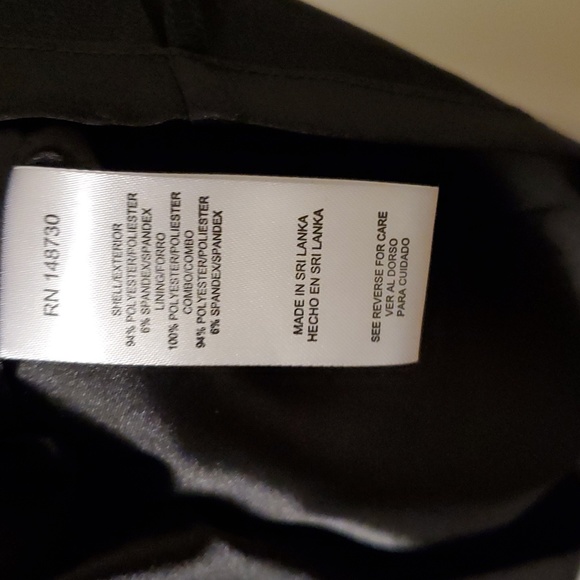 RN 148730
SHELL/EXTERIOR
94% POLYESTER/POLIESTER
6% SPANDEX/SPANDEX
LINING/FORRO
100% POLYESTER/POLIESTER
COMBO/COMBO
94% POLYESTER/POLIESTER
6% SPANDEX/SPANDEX
MADE IN SRI LANKA
HECHO EN SRI LANKA
SEE REVERSE FOR CARE
VER AL DORSO
PARA CUIDADO